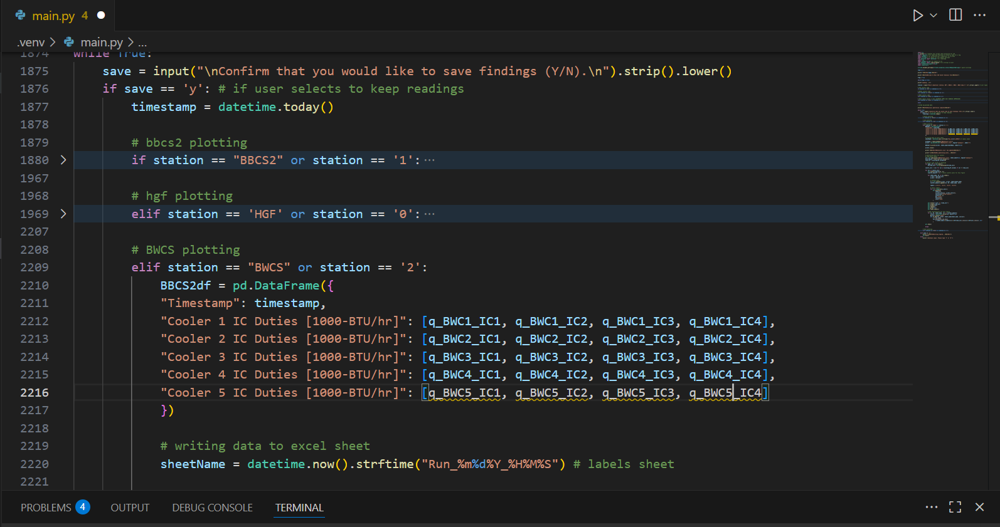 main.py 4
.venv > main.py > ...
1874 while True:
1875 save = input("\nConfirm that you would like to save findings (Y/N).\n").strip().lower()
1876 if save == 'y': # if user selects to keep readings
1877 timestamp = datetime.today()
1878
1879 # bbcs2 plotting
1880 if station == "BBCS2" or station == '1': ...
1967
1968 # hgf plotting
1969 elif station == 'HGF' or station == '0': ...
2207
2208 # BWCS plotting
2209 elif station == "BWCS" or station == '2':
2210 BBCS2df = pd.DataFrame({
2211 "Timestamp": timestamp,
2212 "Cooler 1 IC Duties [1000-BTU/hr]": [q_BWC1_IC1, q_BWC1_IC2, q_BWC1_IC3, q_BWC1_IC4],
2213 "Cooler 2 IC Duties [1000-BTU/hr]": [q_BWC2_IC1, q_BWC2_IC2, q_BWC2_IC3, q_BWC2_IC4],
2214 "Cooler 3 IC Duties [1000-BTU/hr]": [q_BWC3_IC1, q_BWC3_IC2, q_BWC3_IC3, q_BWC3_IC4],
2215 "Cooler 4 IC Duties [1000-BTU/hr]": [q_BWC4_IC1, q_BWC4_IC2, q_BWC4_IC3, q_BWC4_IC4],
2216 "Cooler 5 IC Duties [1000-BTU/hr]": [q_BWC5_IC1, q_BWC5_IC2, q_BWC5_IC3, q_BWC5_IC4]
2217 })
2218
2219 # writing data to excel sheet
2220 sheetName = datetime.now().strftime("Run_%m%d%Y_%H%M%S") # labels sheet
2221
PROBLEMS 4 OUTPUT DEBUG CONSOLE TERMINAL